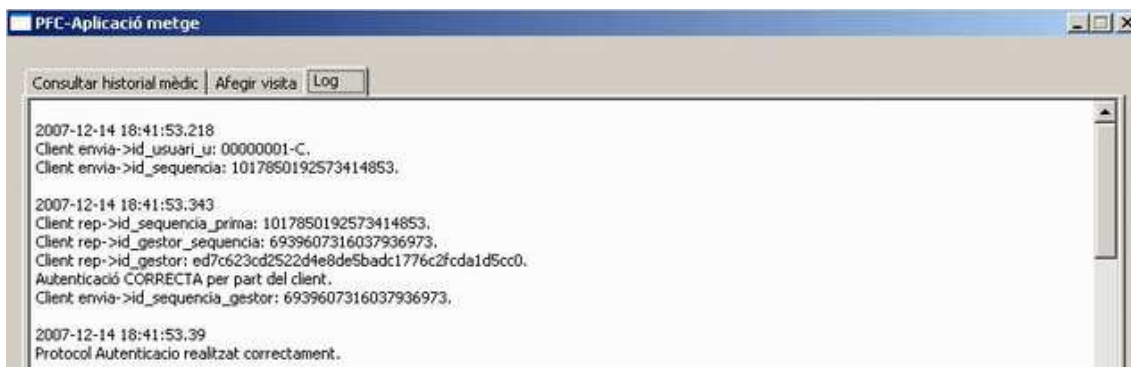 PFC-Aplicació metge
Consultar historial mèdic Afegir visita Log
2007-12-14 18:41:53.218
Client envia->id_usuari_u: 00000001-C.
Client envia->id_sequencia: 1017850192573414853.
2007-12-14 18:41:53.343
Client rep->id_sequencia_prima: 1017850192573414853.
Client rep->id_gestor_sequencia: 6939607316037936973.
Client rep->id_gestor: ed7c623cd2522d4e8de5badc1776c2fcda1d5cc0.
Autenticació CORRECTA per part del client.
Client envia->id_sequencia_gestor: 6939607316037936973.
2007-12-14 18:41:53.39
Protocol Autenticacio realitzat correctament.